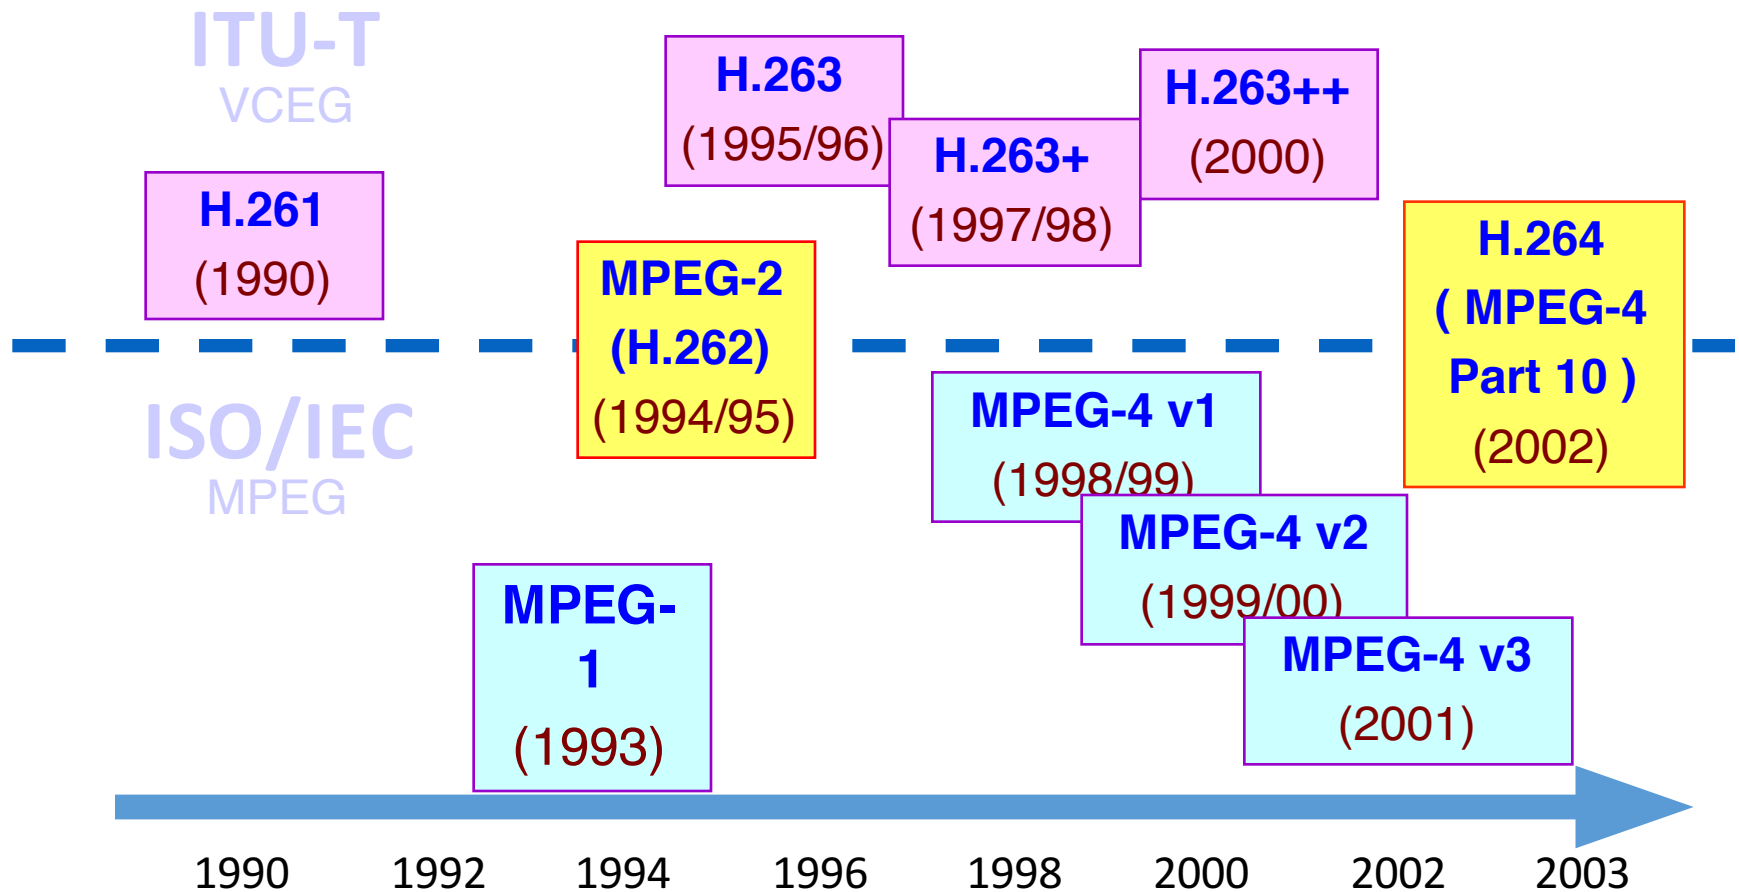 ITU-T
VCEG
H.261
(1990)
H.263
(1995/96)
H.263+
(1997/98)
H.263++
(2000)
MPEG-2
(H.262)
(1994/95)
H.264
( MPEG-4
Part 10 )
(2002)
ISO/IEC
MPEG
MPEG-
1
(1993)
MPEG-4 v1
(1998/99)
MPEG-4 v2
(1999/00)
MPEG-4 v3
(2001)
1990 1992 1994 1996 1998 2000 2002 2003